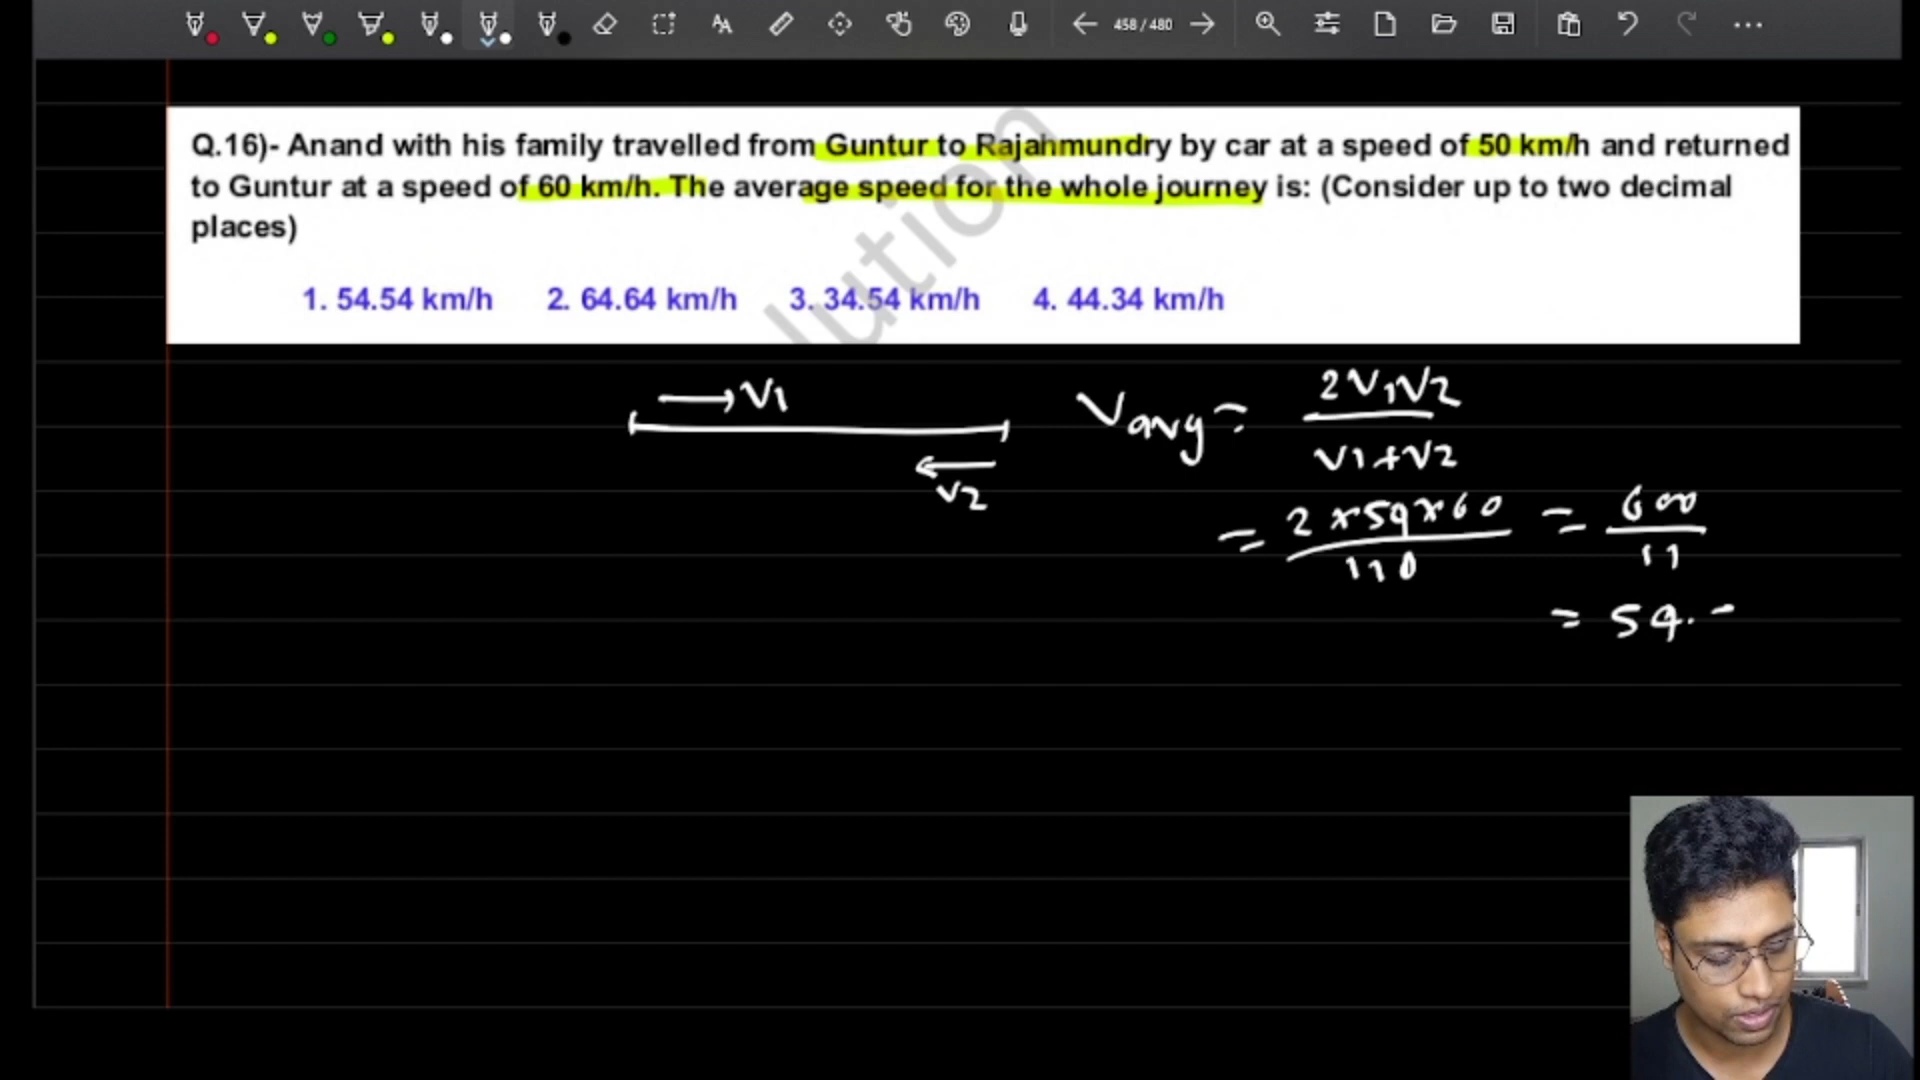 458 / 480
Q.16)- Anand with his family travelled from Guntur to Rajahmundry by car at a speed of 50 km/h and returned
to Guntur at a speed of 60 km/h. The average speed for the whole journey is: (Consider up to two decimal
places)
1. 54.54 km/h 2. 64.64 km/h 3. 34.54 km/h 4. 44.34 km/h
lution
V1
V2
Vavg = 2V1V2
V1+V2
= 2×50×60 = 600
110 11
= 54.-